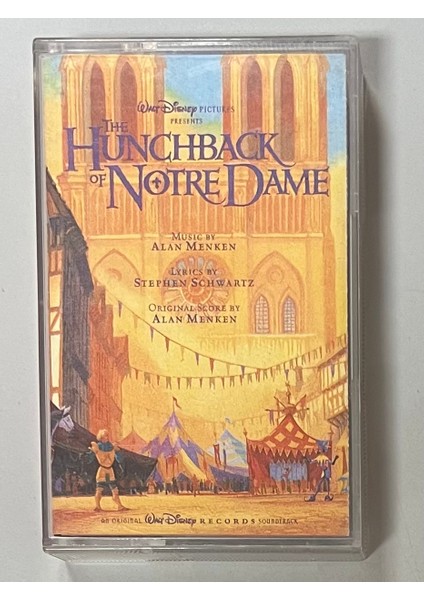 Walt Disney PICTURES
PRESENTS
THE
HUNCHBACK
OF NOTRE DAME
MUSIC BY
ALAN MENKEN
LYRICS BY
STEPHEN SCHWARTZ
ORIGINAL SCORE BY
ALAN MENKEN
AN ORIGINAL Walt Disney RECORDS SOUNDTRACK